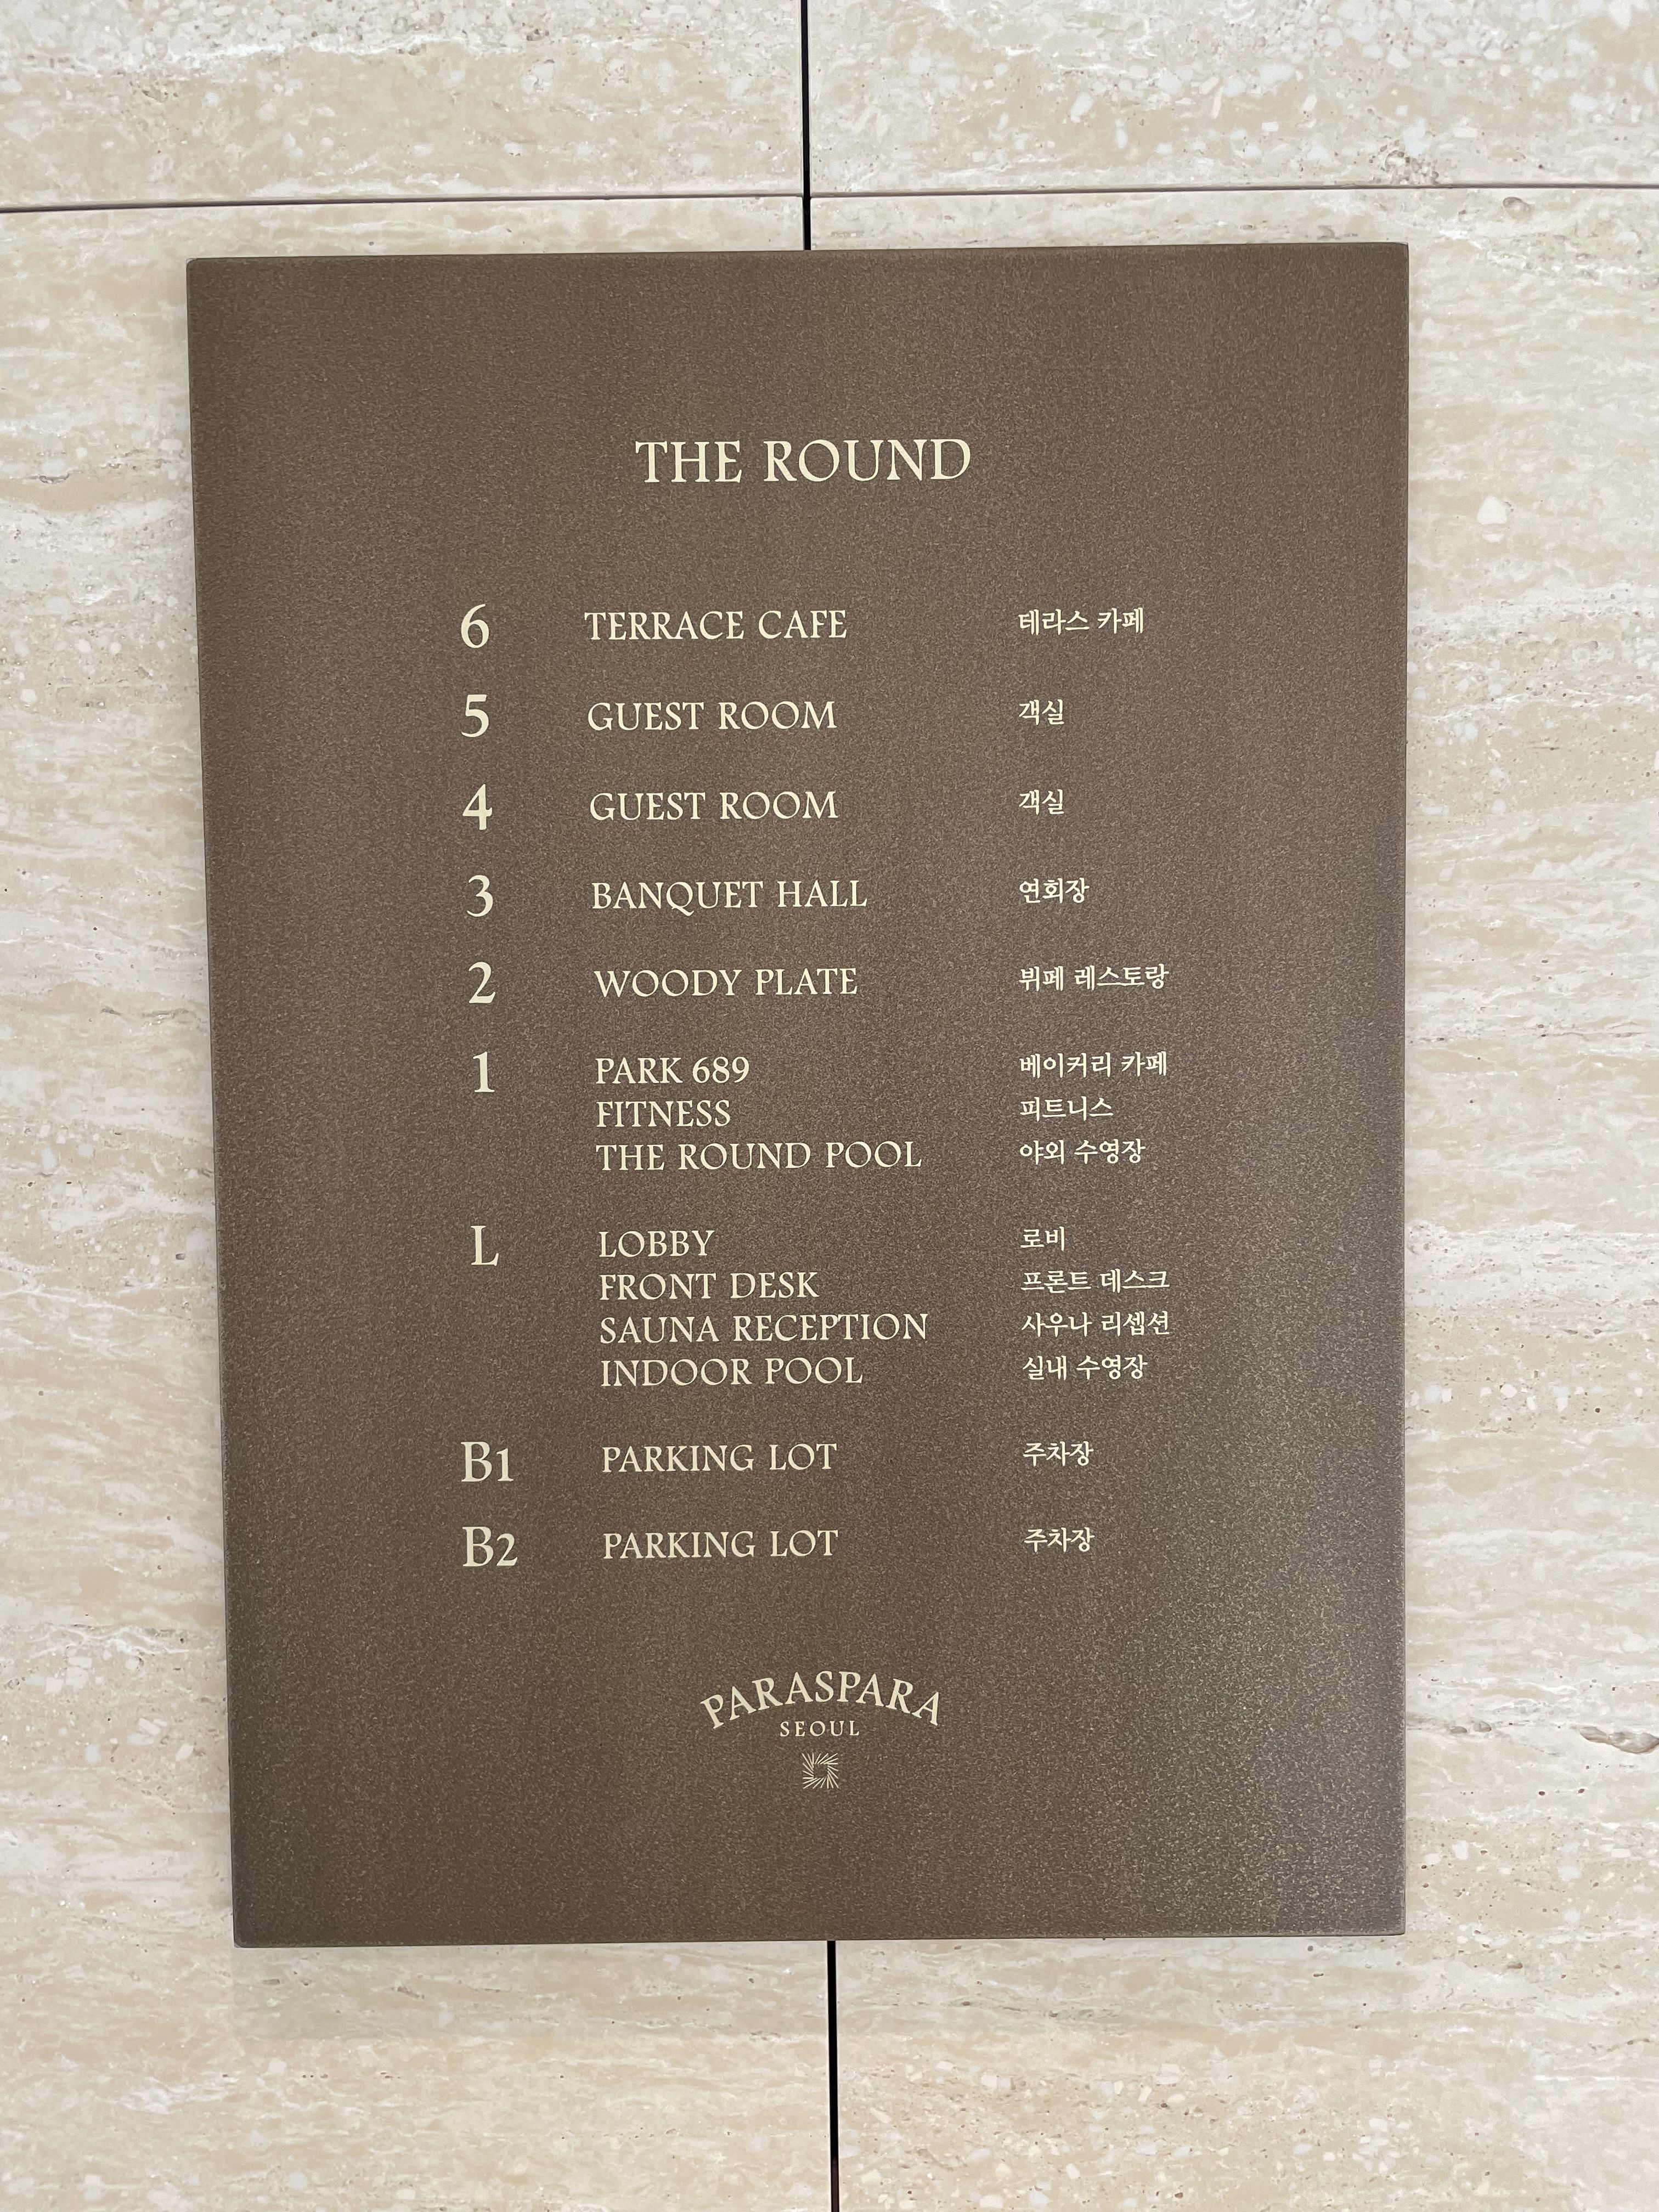 THE ROUND
6 TERRACE CAFE 테라스 카페
5 GUEST ROOM 객실
4 GUEST ROOM 객실
3 BANQUET HALL 연회장
2 WOODY PLATE 뷔페 레스토랑
1 PARK 689 베이커리 카페
FITNESS 피트니스
THE ROUND POOL 야외 수영장
L LOBBY 로비
FRONT DESK 프론트 데스크
SAUNA RECEPTION 사우나 리셉션
INDOOR POOL 실내 수영장
B1 PARKING LOT 주차장
B2 PARKING LOT 주차장
PARASPARA
SEOUL